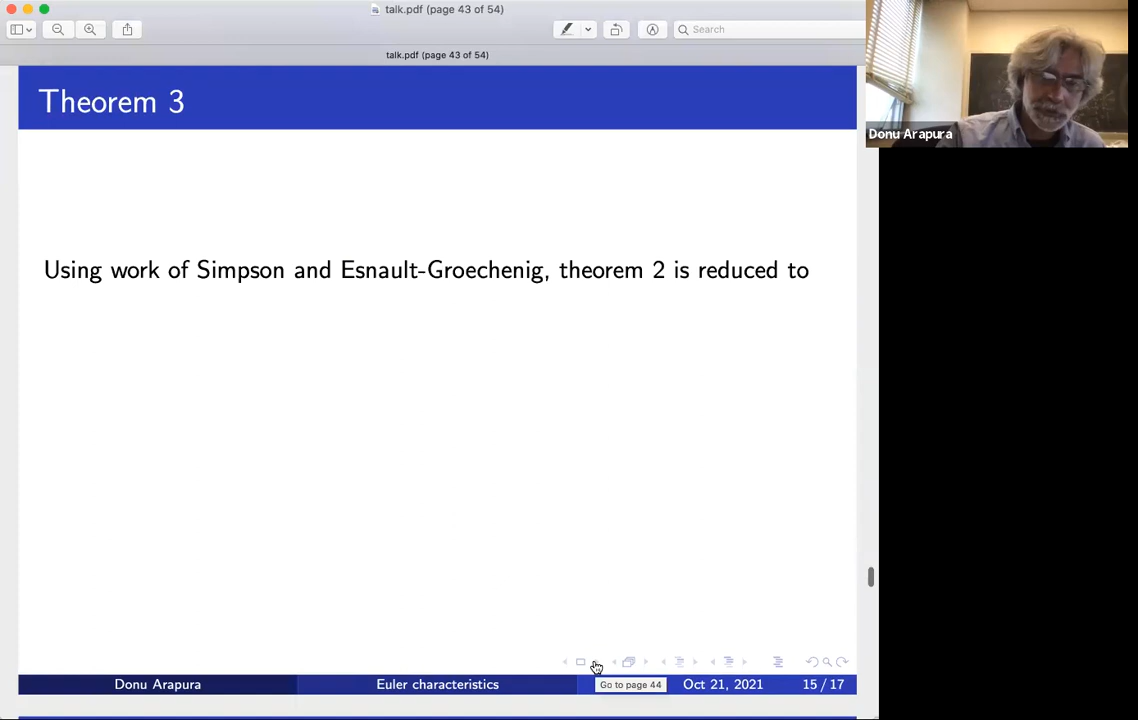 talk.pdf (page 43 of 54)
Search
talk.pdf (page 43 of 54)
Donu Arapura
Theorem 3
Using work of Simpson and Esnault-Groechenig, theorem 2 is reduced to
Go to page 44
Donu Arapura
Euler characteristics
Oct 21, 2021
15 / 17